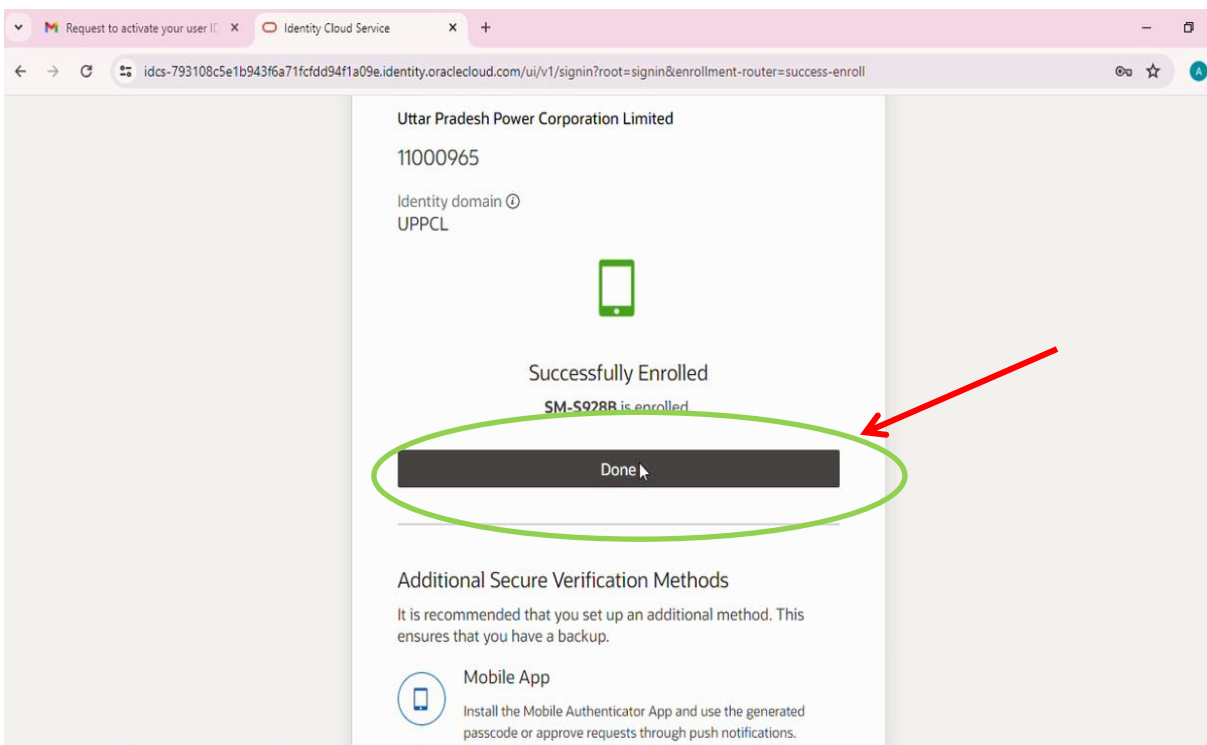 Request to activate your user ID
Identity Cloud Service
idcs-793108c5e1b943f6a71fcfdd94f1a09e.identity.oraclecloud.com/ui/v1/signin?root=signin&enrollment-router=success-enroll
A
Uttar Pradesh Power Corporation Limited
11000965
Identity domain
UPPCL
Successfully Enrolled
SM-S928B is enrolled
Done
Additional Secure Verification Methods
It is recommended that you set up an additional method. This
ensures that you have a backup.
Mobile App
Install the Mobile Authenticator App and use the generated
passcode or approve requests through push notifications.